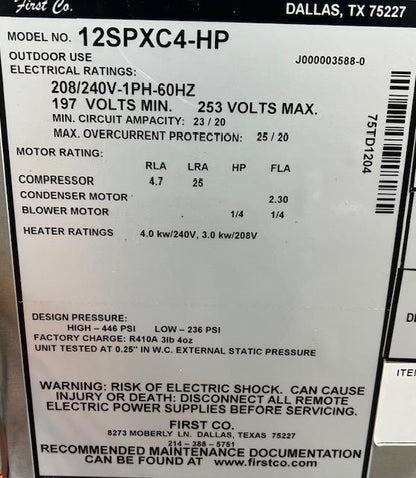 First Co. DALLAS, TX 75227
MODEL NO. 12SPXC4-HP
OUTDOOR USE J000003588-0
ELECTRICAL RATINGS:
208/240V-1PH-60HZ
197 VOLTS MIN. 253 VOLTS MAX.
MIN. CIRCUIT AMPACITY: 23 / 20
MAX. OVERCURRENT PROTECTION: 25 / 20
75TD1204
MOTOR RATING:
RLA LRA HP FLA
COMPRESSOR 4.7 25
CONDENSER MOTOR 2.30
BLOWER MOTOR 1/4 1/4
HEATER RATINGS 4.0 kw/240V, 3.0 kw/208V
DESIGN PRESSURE:
HIGH – 446 PSI LOW – 236 PSI
FACTORY CHARGE: R410A 3lb 4oz
UNIT TESTED AT 0.25" IN W.C. EXTERNAL STATIC PRESSURE
WARNING: RISK OF ELECTRIC SHOCK. CAN CAUSE
INJURY OR DEATH: DISCONNECT ALL REMOTE
ELECTRIC POWER SUPPLIES BEFORE SERVICING.
FIRST CO.
8273 MOBERLY LN. DALLAS, TEXAS 75227
214 - 388 - 5751
RECOMMENDED MAINTENANCE DOCUMENTATION
CAN BE FOUND AT www.firstco.com
DE
ITE